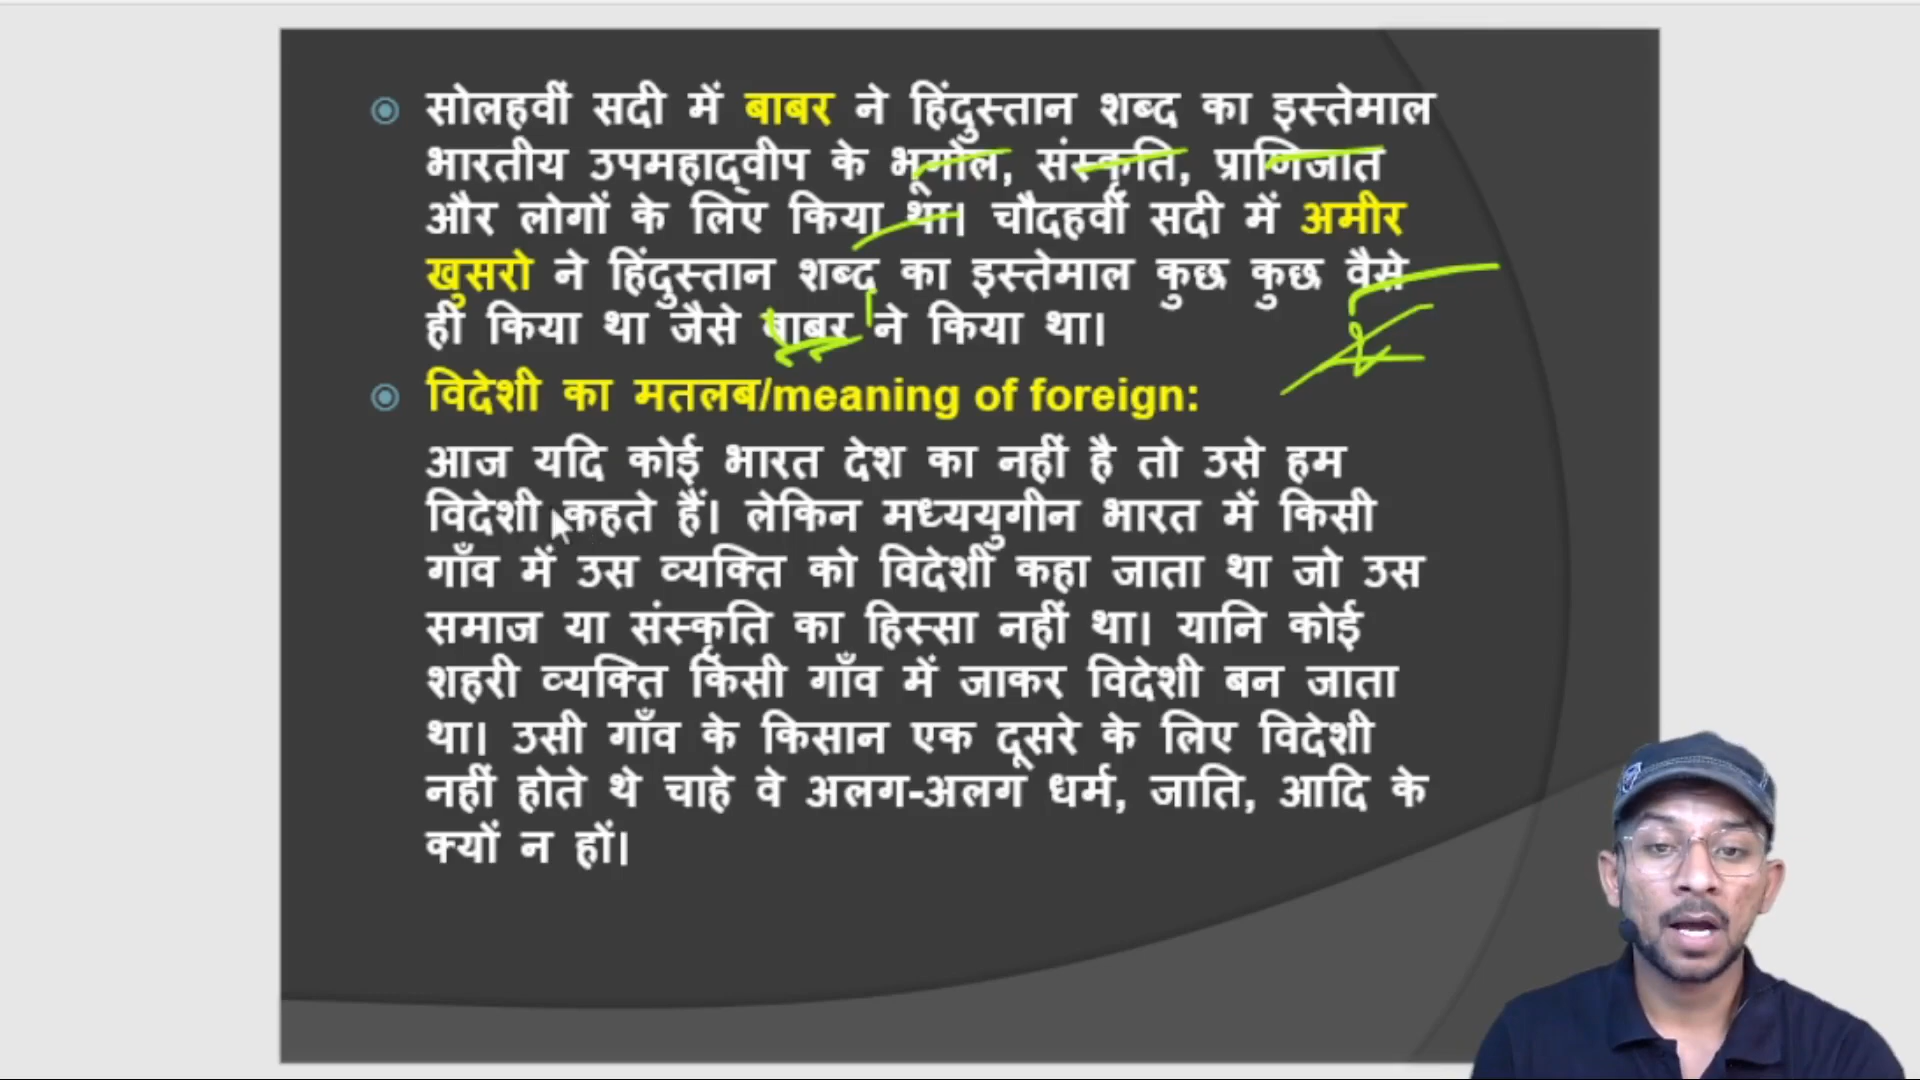 सोलहवीं सदी में बाबर ने हिंदुस्तान शब्द का इस्तेमाल
भारतीय उपमहाद्वीप के भूगोल, संस्कृति, प्राणिजात
और लोगों के लिए किया था। चौदहवीं सदी में अमीर
खुसरो ने हिंदुस्तान शब्द का इस्तेमाल कुछ कुछ वैसे
ही किया था जैसे बाबर ने किया था।
विदेशी का मतलब/meaning of foreign:
आज यदि कोई भारत देश का नहीं है तो उसे हम
विदेशी कहते हैं। लेकिन मध्ययुगीन भारत में किसी
गाँव में उस व्यक्ति को विदेशी कहा जाता था जो उस
समाज या संस्कृति का हिस्सा नहीं था। यानि कोई
शहरी व्यक्ति किसी गाँव में जाकर विदेशी बन जाता
था। उसी गाँव के किसान एक दूसरे के लिए विदेशी
नहीं होते थे चाहे वे अलग-अलग धर्म, जाति, आदि के
क्यों न हों।